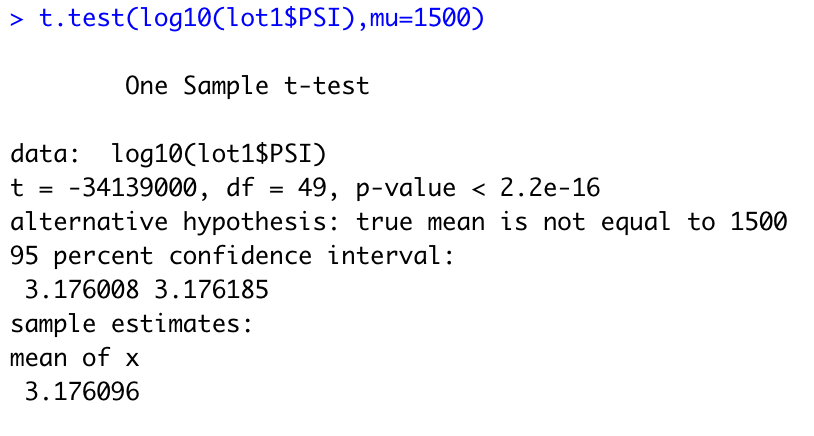 > t.test(log10(lot1$PSI),mu=1500)
One Sample t-test
data:  log10(lot1$PSI)
t = -34139000, df = 49, p-value < 2.2e-16
alternative hypothesis: true mean is not equal to 1500
95 percent confidence interval:
3.176008 3.176185
sample estimates:
mean of x
3.176096